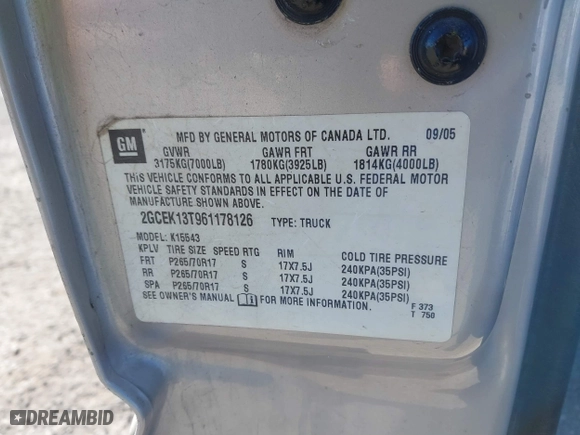 GM
MFD BY GENERAL MOTORS OF CANADA LTD. 09/05
GVWR GAWR FRT GAWR RR
3175KG(7000LB) 1780KG(3925LB) 1814KG(4000LB)
THIS VEHICLE CONFORMS TO ALL APPLICABLE U.S. FEDERAL MOTOR
VEHICLE SAFETY STANDARDS IN EFFECT ON THE DATE OF
MANUFACTURE SHOWN ABOVE.
2GCEK13T961178126 TYPE: TRUCK
MODEL: K15543
KPLV TIRE SIZE SPEED RTG RIM COLD TIRE PRESSURE
FRT P265/70R17 S 17X7.5J 240KPA(35PSI)
RR P265/70R17 S 17X7.5J 240KPA(35PSI)
SPA P265/70R17 S 17X7.5J 240KPA(35PSI)
SEE OWNER'S MANUAL FOR MORE INFORMATION. F 373
T 750
DREAMBID